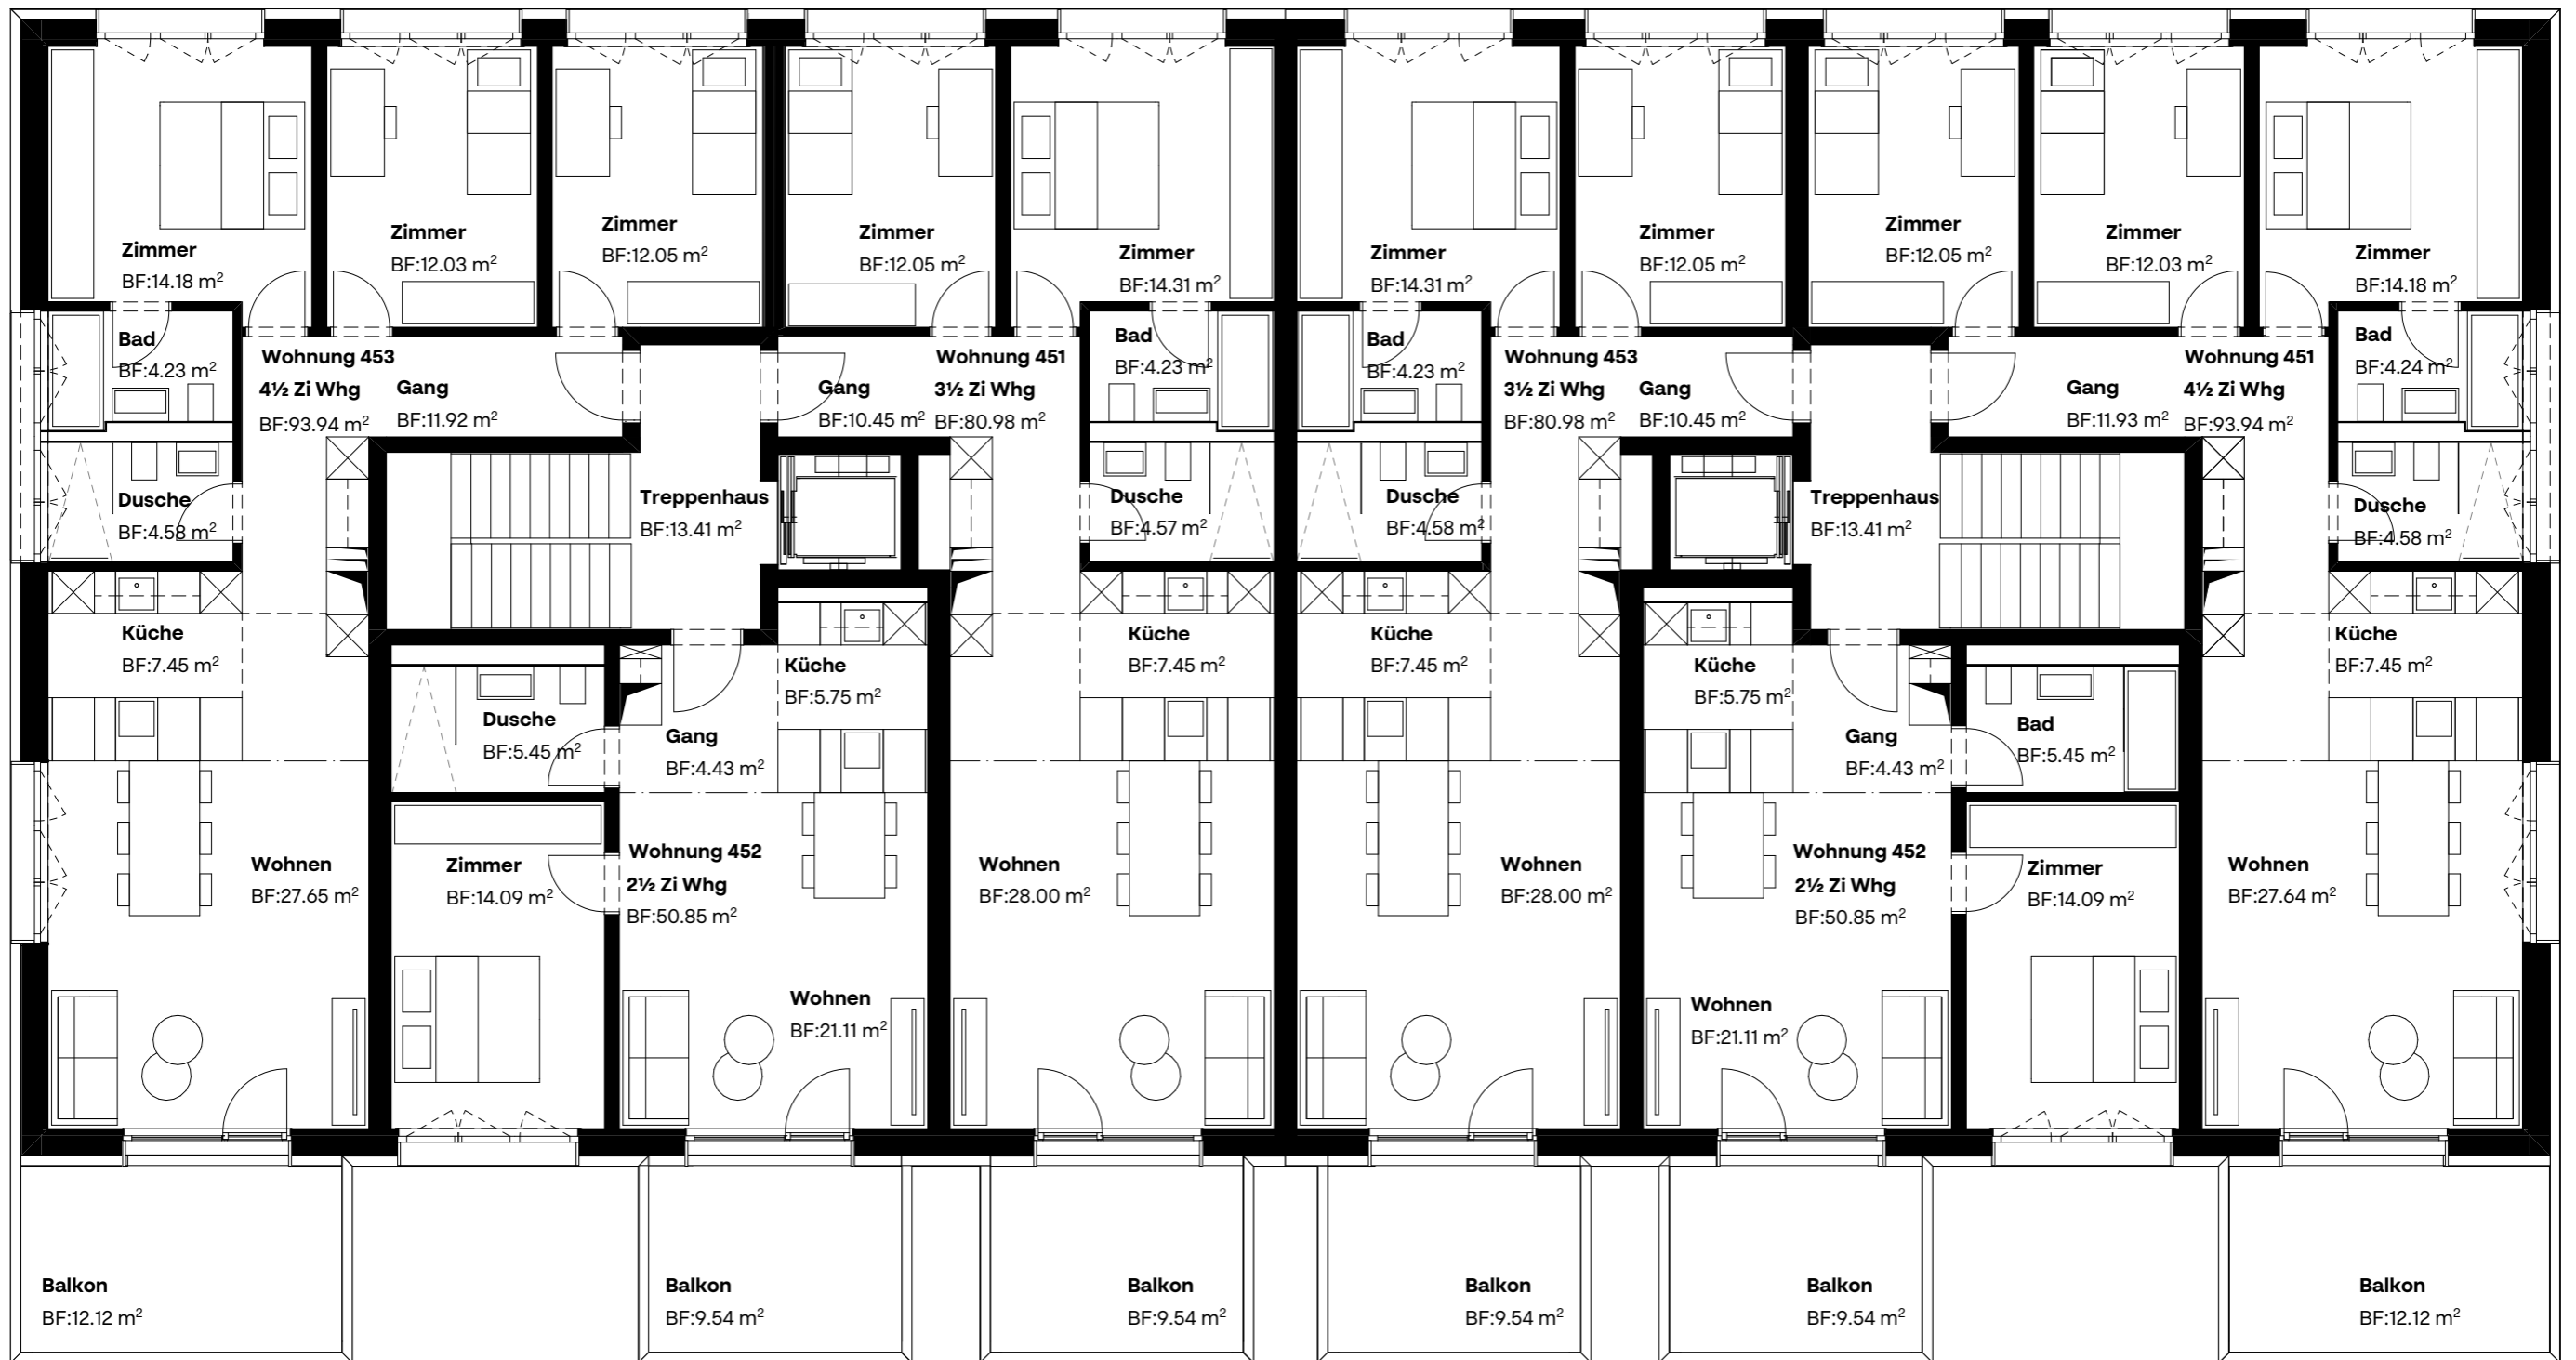 Zimmer
BF:14.18 m²
Zimmer
BF:12.03 m²
Zimmer
BF:12.05 m²
Zimmer
BF:12.05 m²
Zimmer
BF:14.31 m²
Zimmer
BF:14.31 m²
Zimmer
BF:12.05 m²
Zimmer
BF:12.05 m²
Zimmer
BF:12.03 m²
Zimmer
BF:14.18 m²
Bad
BF:4.23 m²
Wohnung 453
4½ Zi Whg
BF:93.94 m²
Gang
BF:11.92 m²
Gang
BF:10.45 m²
Wohnung 451
3½ Zi Whg
BF:80.98 m²
Bad
BF:4.23 m²
Bad
BF:4.23 m²
Wohnung 453
3½ Zi Whg
BF:80.98 m²
Gang
BF:10.45 m²
Gang
BF:11.93 m²
Wohnung 451
4½ Zi Whg
BF:93.94 m²
Bad
BF:4.24 m²
Dusche
BF:4.58 m²
Treppenhaus
BF:13.41 m²
Dusche
BF:4.57 m²
Dusche
BF:4.58 m²
Treppenhaus
BF:13.41 m²
Dusche
BF:4.58 m²
Küche
BF:7.45 m²
Dusche
BF:5.45 m²
Gang
BF:4.43 m²
Küche
BF:5.75 m²
Küche
BF:7.45 m²
Küche
BF:7.45 m²
Küche
BF:5.75 m²
Gang
BF:4.43 m²
Bad
BF:5.45 m²
Küche
BF:7.45 m²
Wohnen
BF:27.65 m²
Zimmer
BF:14.09 m²
Wohnung 452
2½ Zi Whg
BF:50.85 m²
Wohnen
BF:28.00 m²
Wohnen
BF:28.00 m²
Wohnung 452
2½ Zi Whg
BF:50.85 m²
Zimmer
BF:14.09 m²
Wohnen
BF:27.64 m²
Wohnen
BF:21.11 m²
Wohnen
BF:21.11 m²
Balkon
BF:12.12 m²
Balkon
BF:9.54 m²
Balkon
BF:9.54 m²
Balkon
BF:9.54 m²
Balkon
BF:9.54 m²
Balkon
BF:12.12 m²